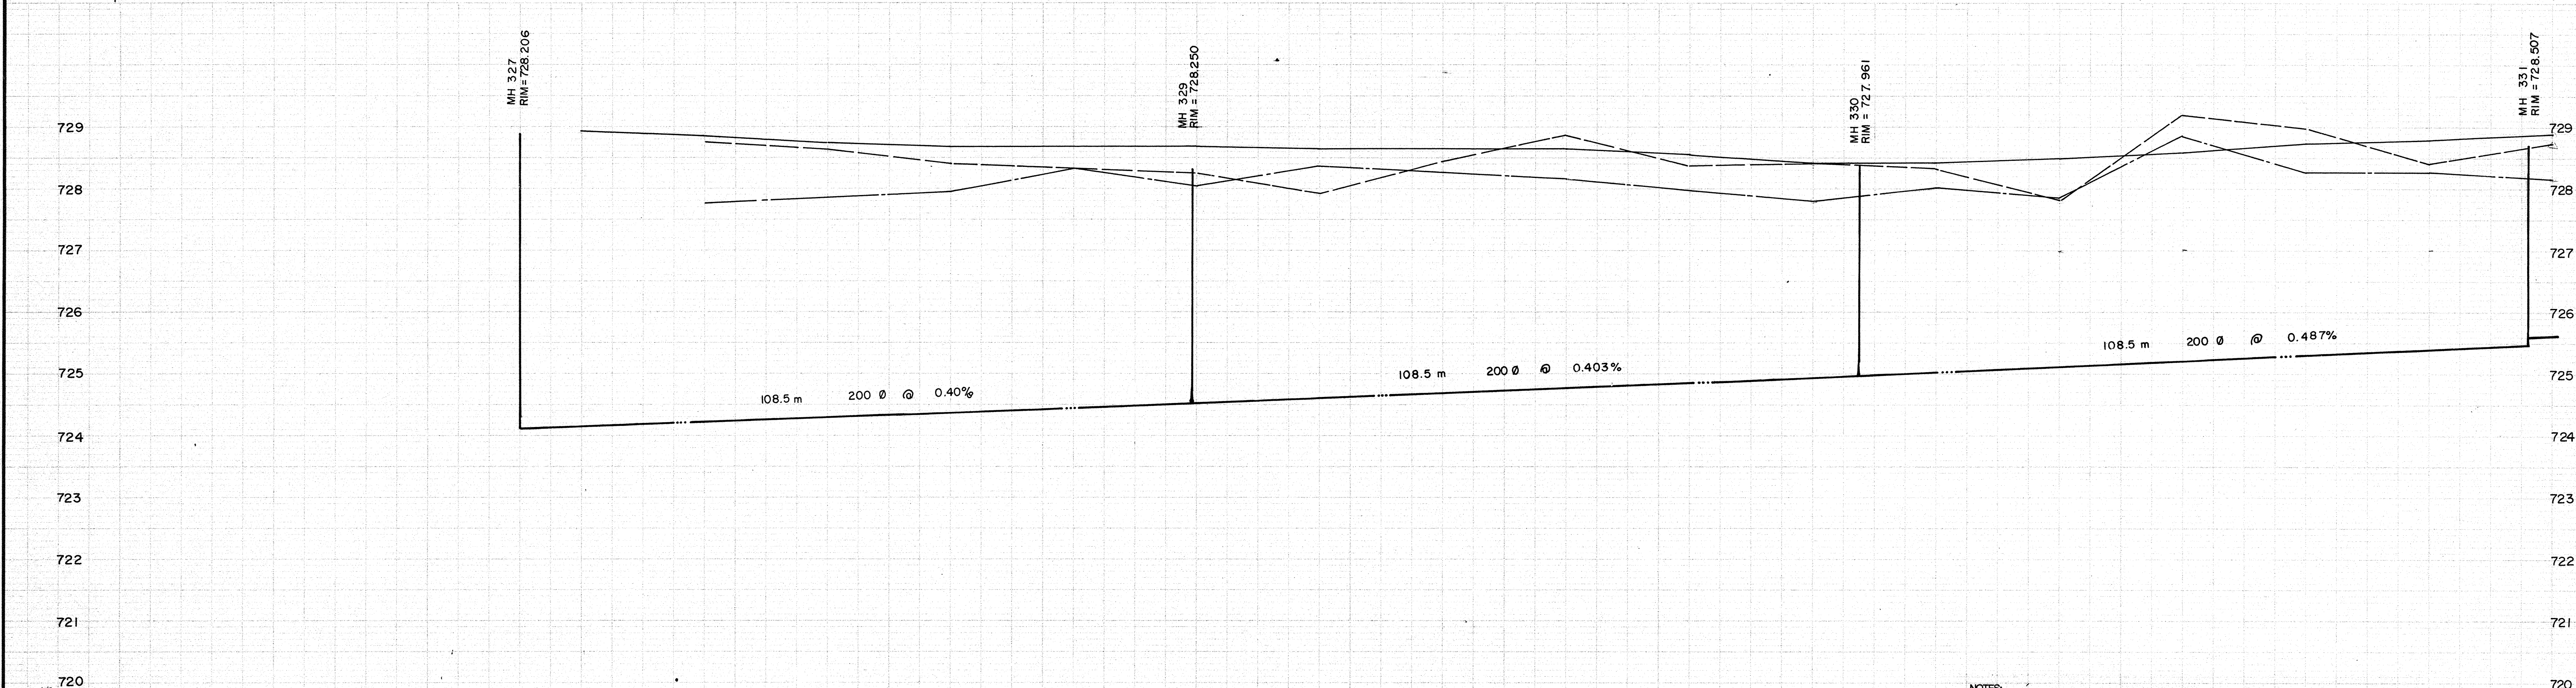 MH 327
RIM = 728.206
MH 329
RIM = 728.250
MH 330
RIM = 727.961
MH 331
RIM = 728.507
729
729
728
728
727
727
726
726
108.5 m 200 Ø @ 0.487%
725
108.5 m 200 Ø @ 0.403%
725
108.5 m 200 Ø @ 0.40%
724
724
723
723
722
722
721
721
720
720
NOTES: